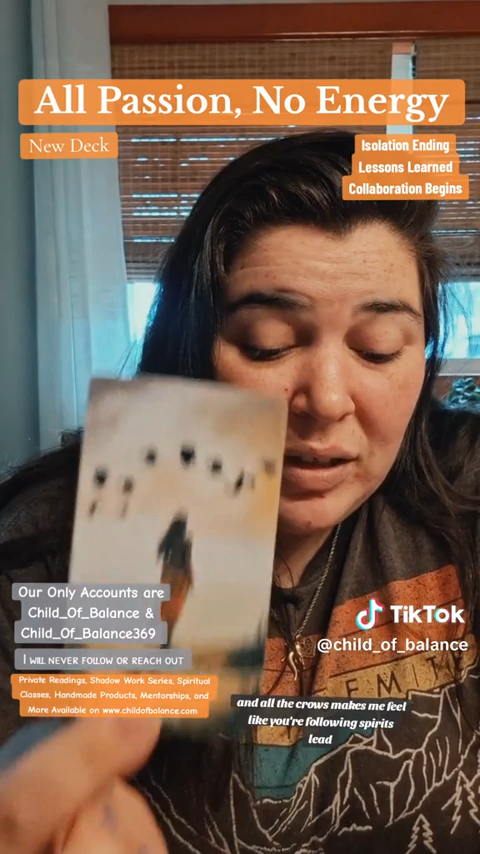 All Passion, No Energy
New Deck
Isolation Ending
Lessons Learned
Collaboration Begins
Our Only Accounts are
Child_Of_Balance &
Child_Of_Balance369
I WILL NEVER FOLLOW OR REACH OUT
Private Readings, Shadow Work Series, Spiritual
Classes, Handmade Products, Mentorships, and
More Available on www.childofbalance.com
TikTok
@child_of_balance
EMIT
and all the crows makes me feel
like you're following spirits
lead